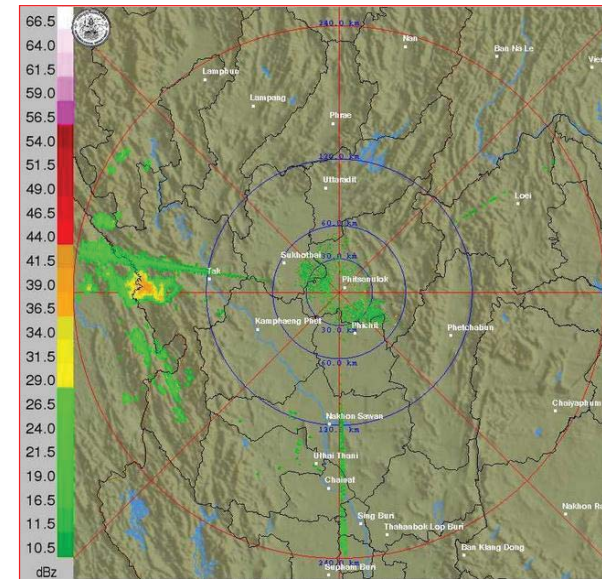 66.5
64.0
61.5
59.0
56.5
54.0
51.5
49.0
46.5
44.0
41.5
39.0
36.5
34.0
31.5
29.0
26.5
24.0
21.5
19.0
16.5
11.5
10.5
dBz
240.0 km
Nan
Ban Na Le
Lamphun
Lampang
Phrae
120.0 km
Uttaradit
Loei
60.0 km
Sukhothai
30.0 km
Tak
Phitsanulok
Kamphaeng Phet
30.0 km
Phichit
Phetchabun
60.0 km
Chaiyaphum
Nakhon Sawan
120.0 km
Uthai Thani
Chainat
Sing Buri
Thahanbok Lop Buri
Nakhon Ra
Ban Klang Dong
240.0 km
Suphan Buri